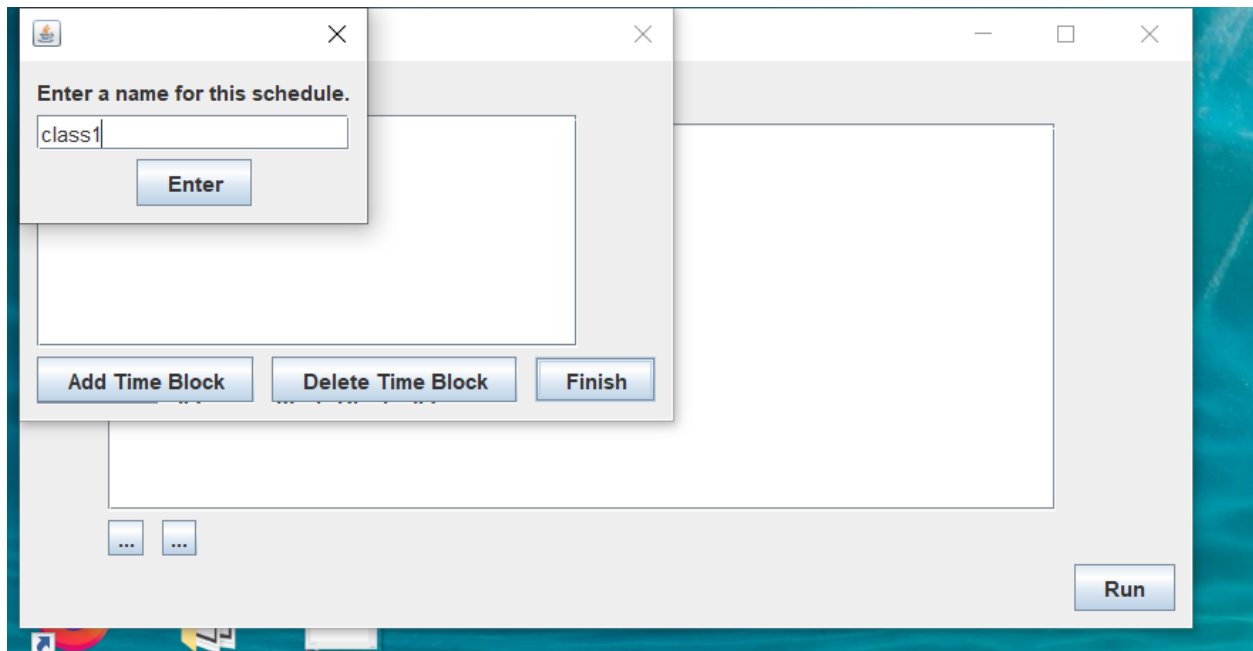 Enter a name for this schedule.
class1
Enter
Add Time Block
Delete Time Block
Finish
...
...
Run